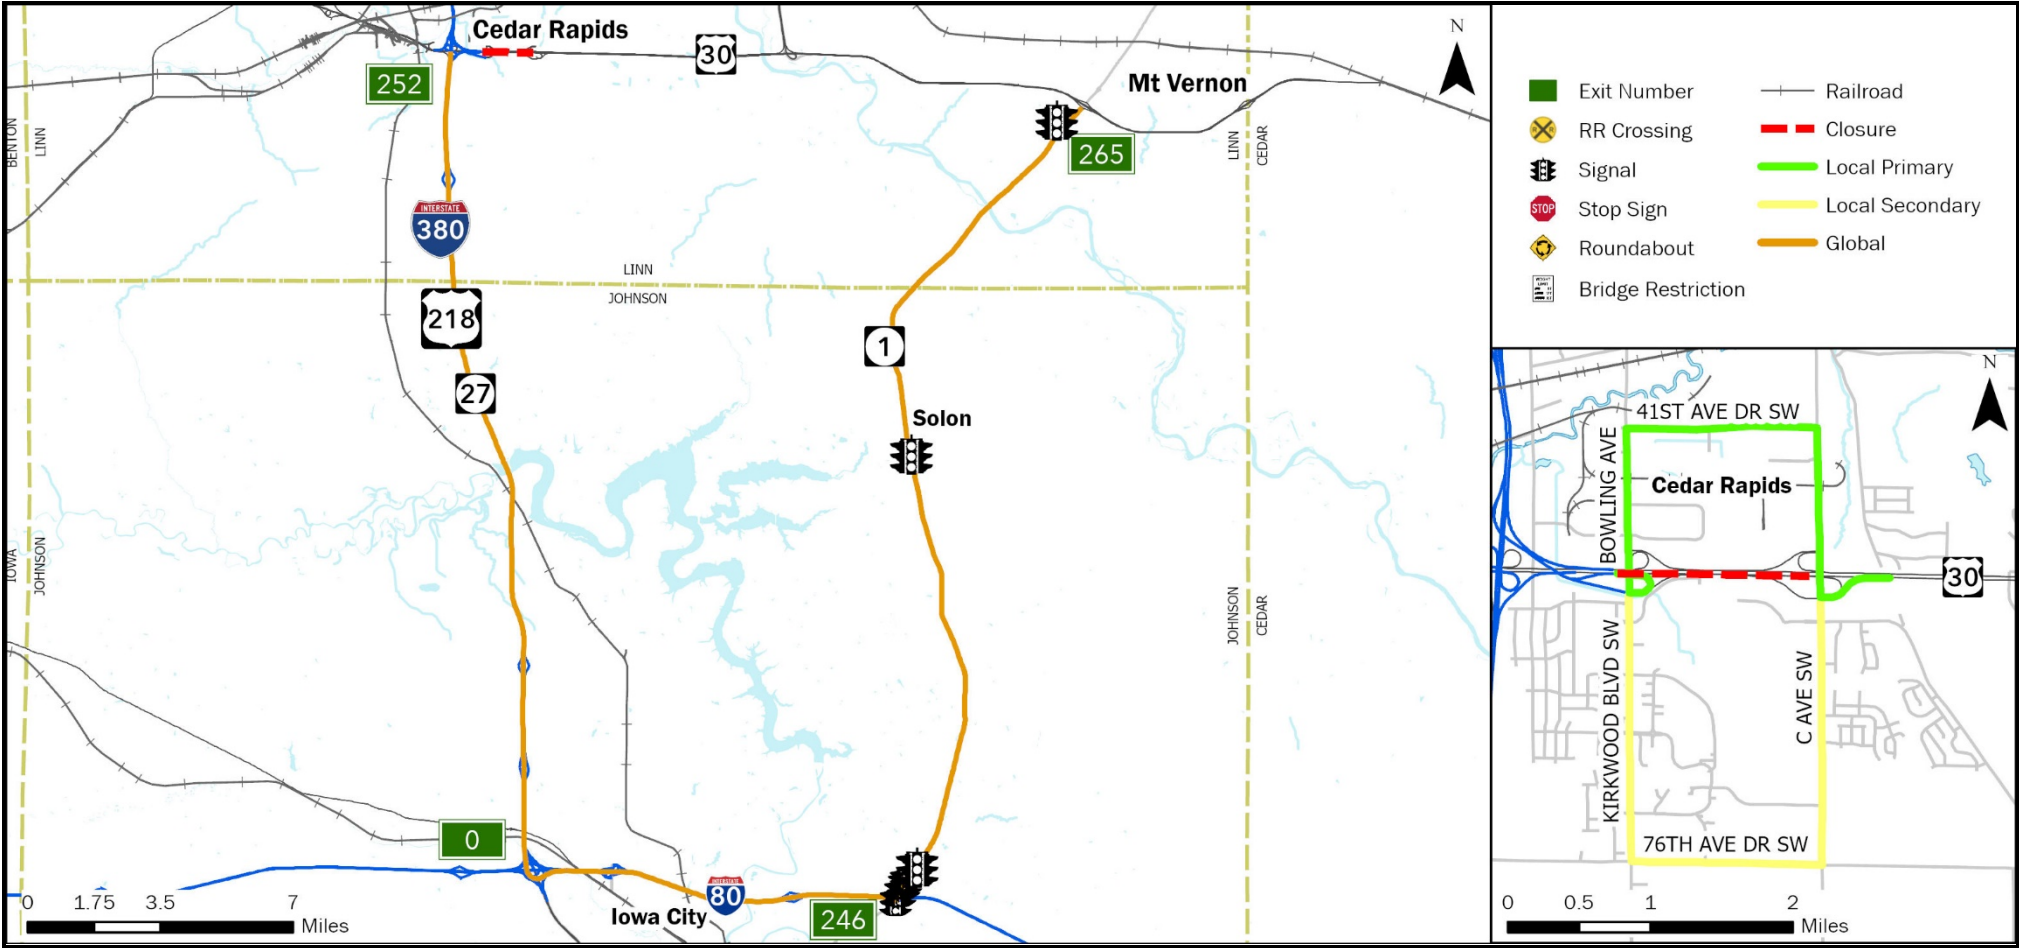 Cedar Rapids
30
252
Mt Vernon
N
265
BENTON
LINN
LINN
CEDAR
INTERSTATE
380
LINN
JOHNSON
218
1
27
Solon
IOWA
JOHNSON
JOHNSON
CEDAR
0
INTERSTATE
80
Iowa City
246
0 1.75 3.5 7
Miles
Exit Number
RR Crossing
Signal
STOP
Stop Sign
Roundabout
Bridge Restriction
Railroad
Closure
Local Primary
Local Secondary
Global
N
41ST AVE DR SW
BOWLING AVE
Cedar Rapids
30
KIRKWOOD BLVD SW
C AVE SW
76TH AVE DR SW
0 0.5 1 2
Miles